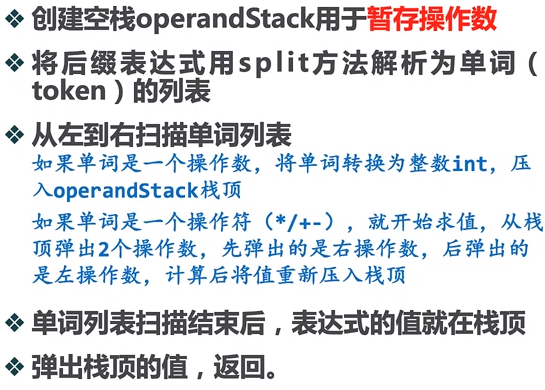 ❖ 创建空栈operandStack用于暂存操作数
❖ 将后缀表达式用split方法解析为单词（
token）的列表
❖ 从左到右扫描单词列表
如果单词是一个操作数，将单词转换为整数int，压
入operandStack栈顶
如果单词是一个操作符（*/+-），就开始求值，从栈
顶弹出2个操作数，先弹出的是右操作数，后弹出的
是左操作数，计算后将值重新压入栈顶
❖ 单词列表扫描结束后，表达式的值就在栈顶
❖ 弹出栈顶的值，返回。